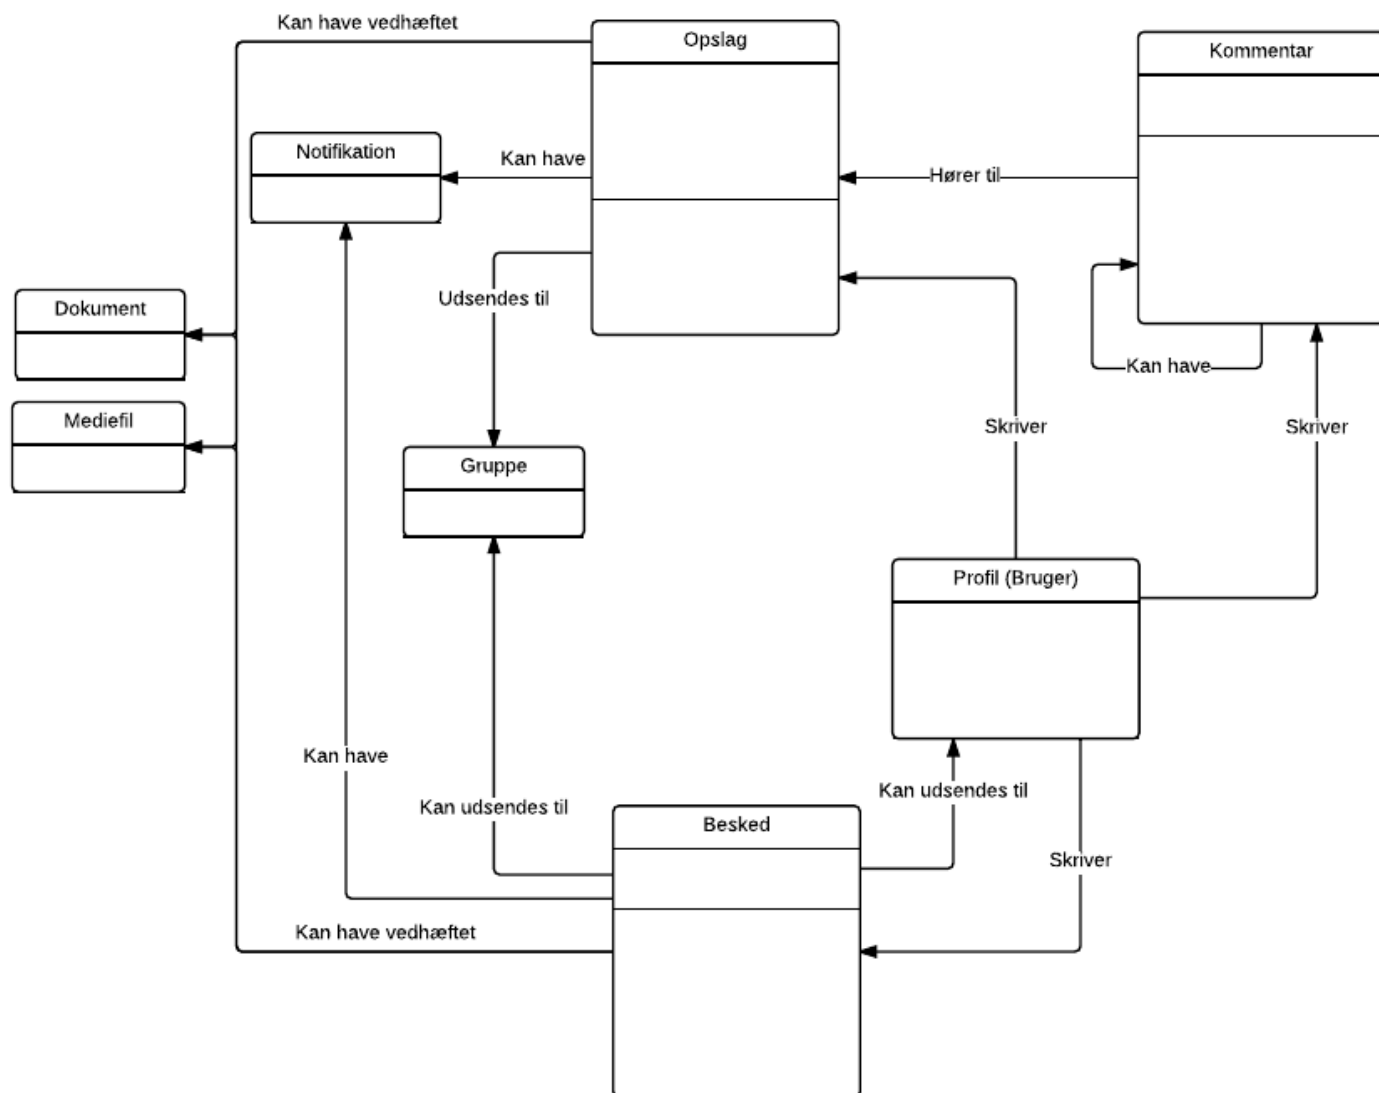 Kan have vedhæftet
Opslag
Kommentar
Notifikation
Kan have
Hører til
Udsendes til
Dokument
Kan have
Mediefil
Skriver
Skriver
Gruppe
Profil (Bruger)
Kan have
Kan udsendes til
Kan udsendes til
Besked
Skriver
Kan have vedhæftet